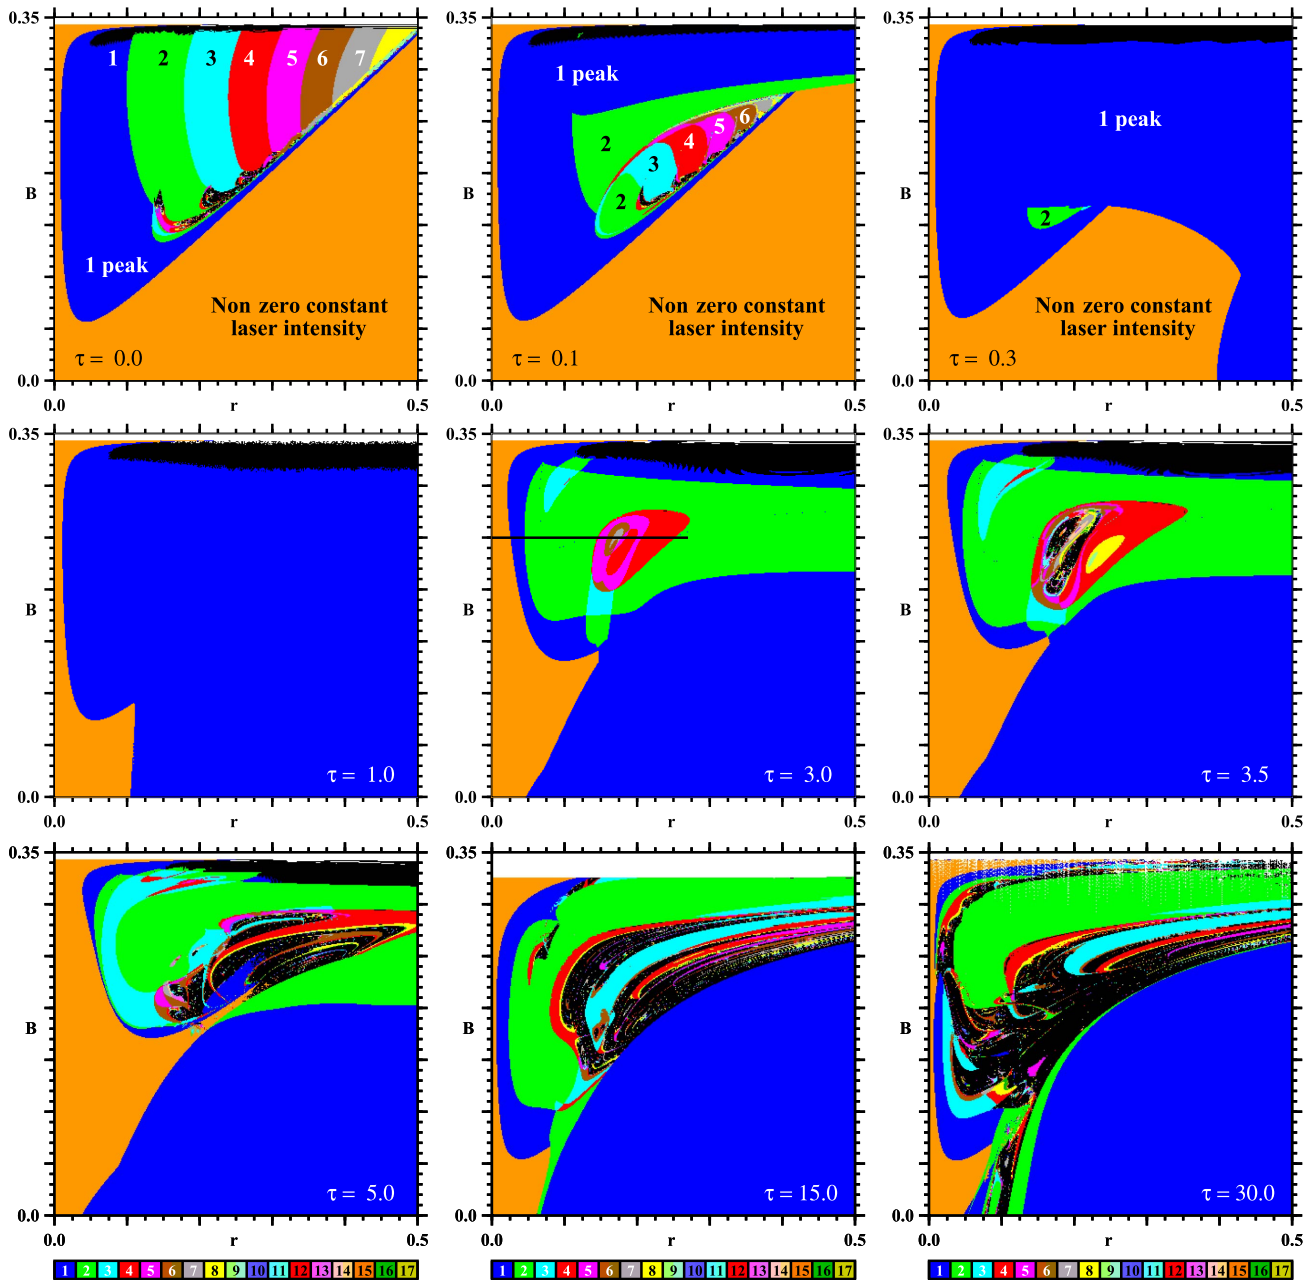 0.35
1 2 3 4 5 6 7
B
1 peak
Non zero constant
laser intensity
τ = 0.0
0.0
0.0 r 0.5
1 peak
2
3 4 5 6
2
B
Non zero constant
laser intensity
τ = 0.1
0.0
0.0 r 0.5
0.35
1 peak
2
B
Non zero constant
laser intensity
τ = 0.3
0.0
0.0 r 0.5
0.35
B
τ = 1.0
0.0
0.0 r 0.5
0.35
B
τ = 3.0
0.0
0.0 r 0.5
0.35
B
τ = 3.5
0.0
0.0 r 0.5
0.35
B
τ = 5.0
0.0
0.0 r 0.5
0.35
B
τ = 15.0
0.0
0.0 r 0.5
0.35
B
τ = 30.0
0.0
0.0 r 0.5
1 2 3 4 5 6 7 8 9 10 11 12 13 14 15 16 17
1 2 3 4 5 6 7 8 9 10 11 12 13 14 15 16 17
1 2 3 4 5 6 7 8 9 10 11 12 13 14 15 16 17